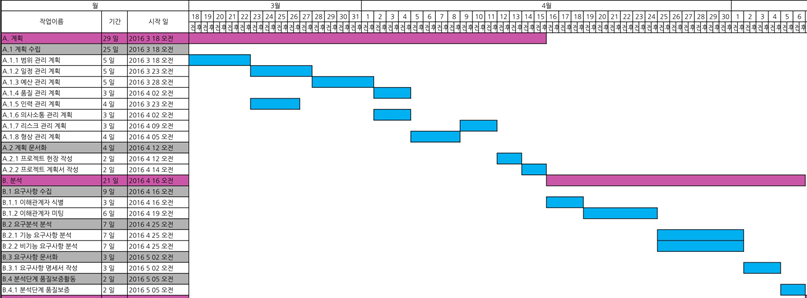 월 3월 4월
작업이름 기간 시작 일 18 19 20 21 22 23 24 25 26 27 28 29 30 31 1 2 3 4 5 6 7 8 9 10 11 12 13 14 15 16 17 18 19 20 21 22 23 24 25 26 27 28 29 30 1 2 3 4 5 6
A. 계획 29 일 2016 3 18 오전
A.1 계획 수립 25 일 2016 3 18 오전
A.1.1 범위 관리 계획 5 일 2016 3 18 오전
A.1.2 일정 관리 계획 5 일 2016 3 23 오전
A.1.3 예산 관리 계획 5 일 2016 3 28 오전
A.1.4 품질 관리 계획 3 일 2016 4 02 오전
A.1.5 인력 관리 계획 4 일 2016 3 23 오전
A.1.6 의사소통 관리 계획 3 일 2016 4 02 오전
A.1.7 리스크 관리 계획 3 일 2016 4 09 오전
A.1.8 형상 관리 계획 4 일 2016 4 05 오전
A.2 계획 문서화 4 일 2016 4 12 오전
A.2.1 프로젝트 헌장 작성 2 일 2016 4 12 오전
A.2.2 프로젝트 계획서 작성 2 일 2016 4 14 오전
B. 분석 21 일 2016 4 16 오전
B.1 요구사항 수집 9 일 2016 4 16 오전
B.1.1 이해관계자 식별 3 일 2016 4 16 오전
B.1.2 이해관계자 미팅 6 일 2016 4 19 오전
B.2 요구분석 분석 7 일 2016 4 25 오전
B.2.1 기능 요구사항 분석 7 일 2016 4 25 오전
B.2.2 비기능 요구사항 분석 7 일 2016 4 25 오전
B.3 요구사항 문서화 3 일 2016 5 02 오전
B.3.1 요구사항 명세서 작성 3 일 2016 5 02 오전
B.4 분석단계 품질보증활동 2 일 2016 5 05 오전
B.4.1 분석단계 품질보증 2 일 2016 5 05 오전